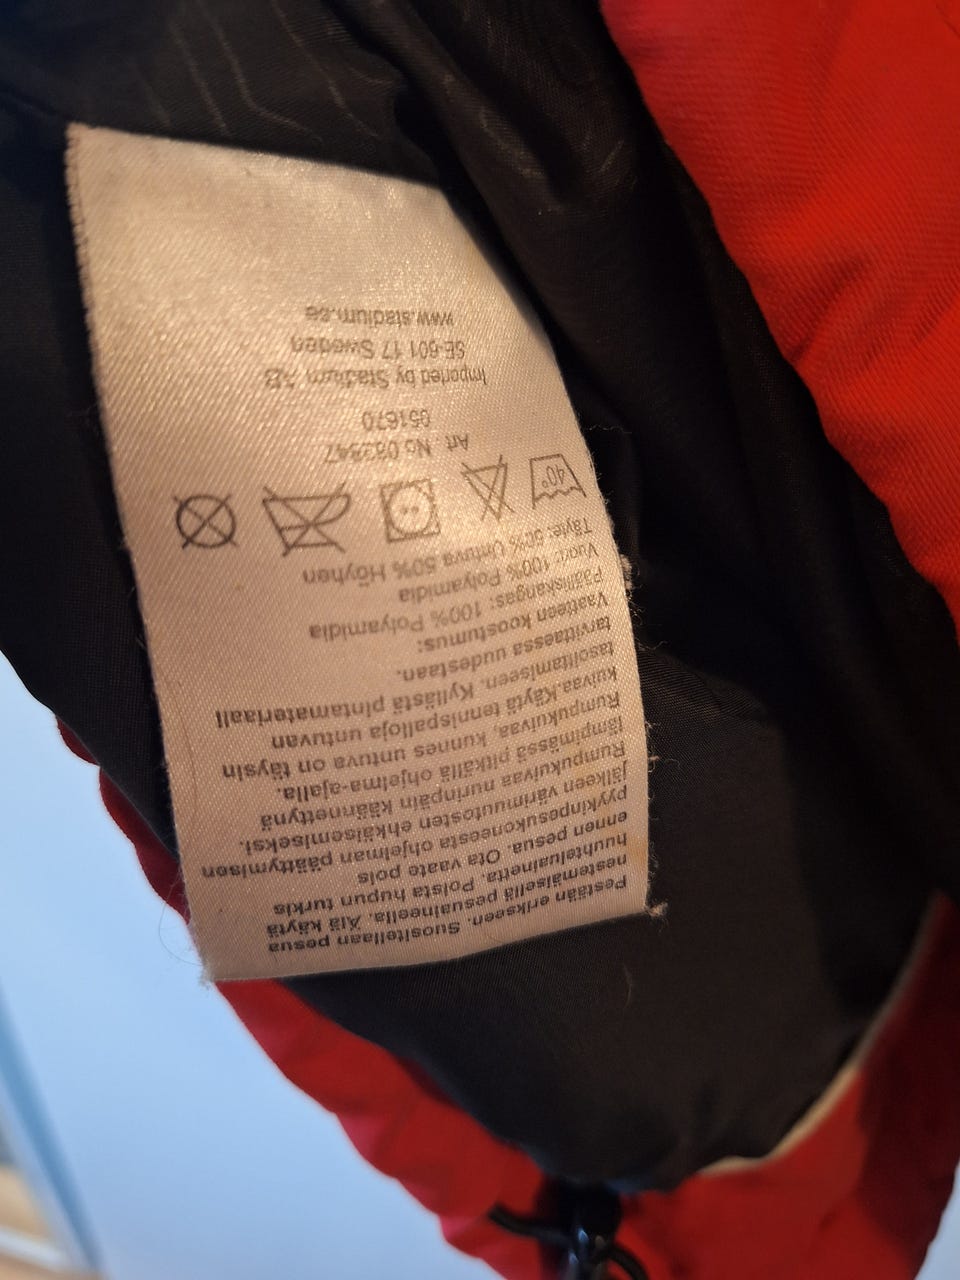 Pestään erikseen. Suositellaan pesua
nestemäisellä pesuaineella. Älä käytä
huuhteluainetta. Poista hupun turkis
ennen pesua. Ota vaate pois
pyykinpesukoneesta ohjelman päättymisen
jälkeen värimuutosten ehkäisemiseksi.
Rumpukuivaa nurinpäin käännettynä
lämpimässä pitkällä ohjelma-ajalla.
Rumpukuivaa, kunnes untuva on täysin
kuivaa.Käytä tennispalloja untuvan
tasoittamiseen. Kyllästä pintamateriaali
tarvittaessa uudestaan.
Vaatteen koostumus:
Päälliskangas: 100% Polyamidia
Vuori: 100% Polyamidia
Täyte: 50% Untuva 50% Höyhen
40°
Art. No 083847
051670
Imported by Stadium AB
SE-601 17 Sweden
www.stadium.se